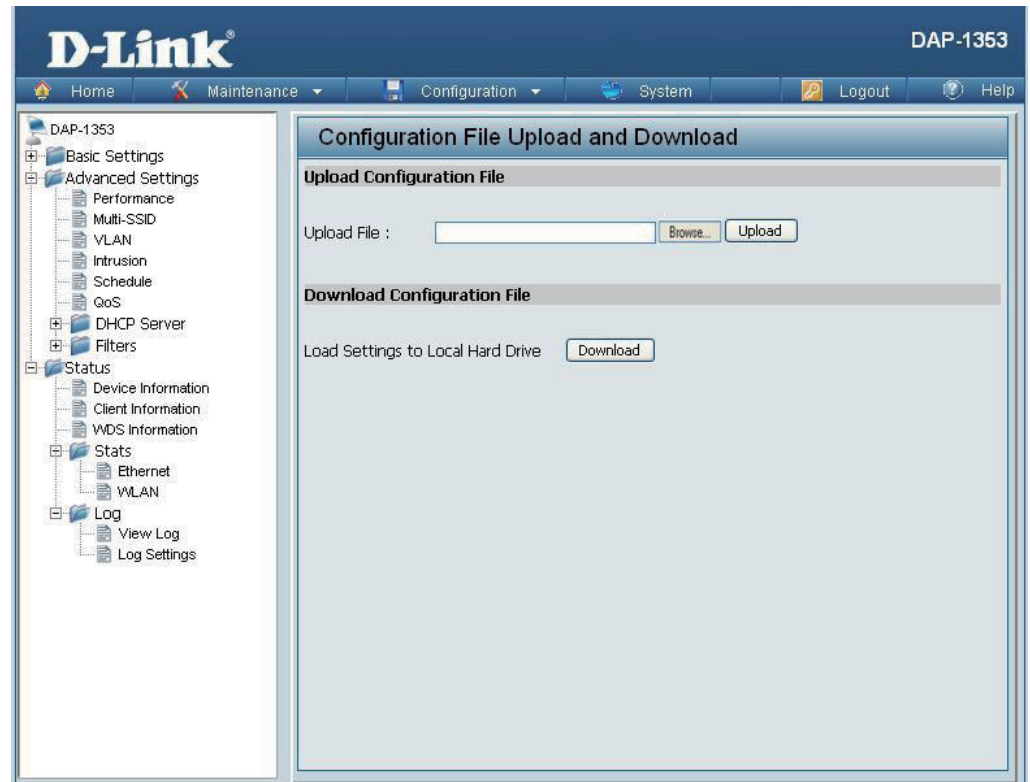 D-Link®
DAP-1353
Home Maintenance Configuration System Logout Help
DAP-1353
Basic Settings
Advanced Settings
Performance
Multi-SSID
VLAN
Intrusion
Schedule
QoS
DHCP Server
Filters
Status
Device Information
Client Information
WDS Information
Stats
Ethernet
WLAN
Log
View Log
Log Settings
Configuration File Upload and Download
Upload Configuration File
Upload File : Browse... Upload
Download Configuration File
Load Settings to Local Hard Drive Download